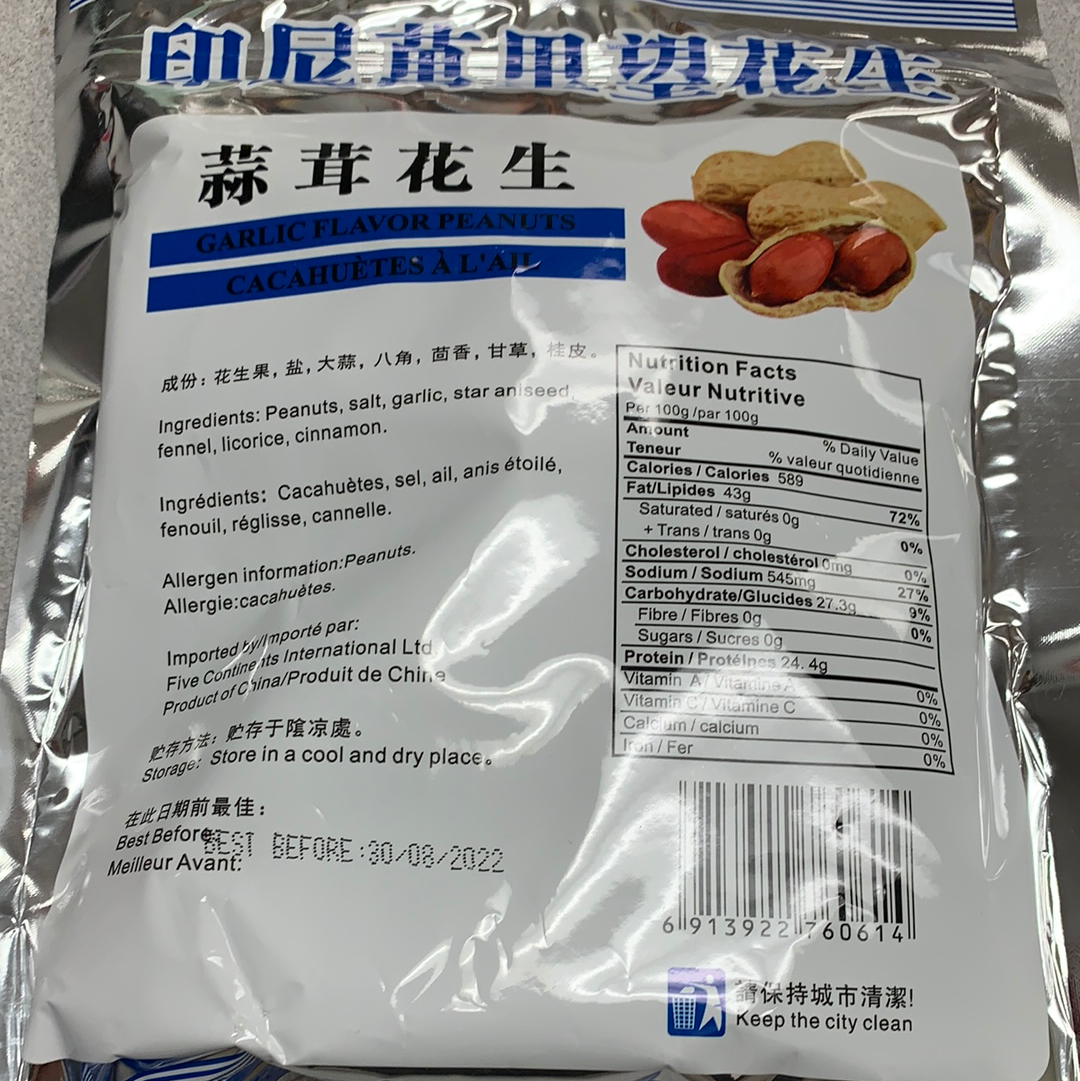 印尼黄里望花生
蒜茸花生
GARLIC FLAVOR PEANUTS
CACAHUÈTES À L'AIL
成份：花生果，盐，大蒜，八角，茴香，甘草，桂皮。
Ingredients: Peanuts, salt, garlic, star aniseed,
fennel, licorice, cinnamon.
Ingrédients: Cacahuètes, sel, ail, anis étoilé,
fenouil, réglisse, cannelle.
Allergen information:Peanuts.
Allergie:cacahuètes.
Imported by/Importé par:
Five Continents International Ltd.
Product of China/Produit de Chine
贮存方法：贮存于陰凉處。
Storage: Store in a cool and dry place。
在此日期前最佳：
Best Before:
Meilleur Avant:
BEST BEFORE:30/08/2022
Nutrition Facts
Valeur Nutritive
Per 100g /par 100g
Amount % Daily Value
Teneur % valeur quotidienne
Calories / Calories 589
Fat/Lipides 43g 72%
Saturated / saturés 0g
+ Trans / trans 0g 0%
Cholesterol / cholestérol 0mg 0%
Sodium / Sodium 545mg 27%
Carbohydrate/Glucides 27.3g 9%
Fibre / Fibres 0g 0%
Sugars / Sucres 0g
Protein / Protéines 24. 4g
Vitamin A / Vitamine A 0%
Vitamin C / Vitamine C 0%
Calcium / calcium 0%
Iron / Fer 0%
6 913922 760614
請保持城市清潔!
Keep the city clean